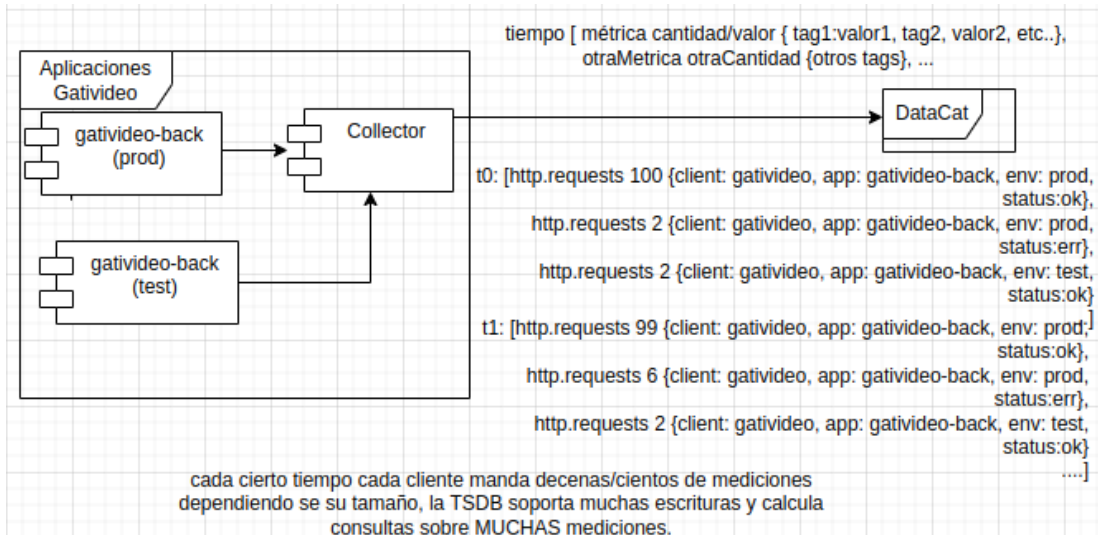 tiempo [ métrica cantidad/valor { tag1:valor1, tag2, valor2, etc..},
otraMetrica otraCantidad {otros tags}, ...
Aplicaciones
Gativideo
gativideo-back
(prod)
Collector
DataCat
gativideo-back
(test)
t0: [http.requests 100 {client: gativideo, app: gativideo-back, env: prod,
status:ok},
http.requests 2 {client: gativideo, app: gativideo-back, env: prod,
status:err},
http.requests 2 {client: gativideo, app: gativideo-back, env: test,
status:ok}
]
t1: [http.requests 99 {client: gativideo, app: gativideo-back, env: prod,
status:ok},
http.requests 6 {client: gativideo, app: gativideo-back, env: prod,
status:err},
http.requests 2 {client: gativideo, app: gativideo-back, env: test,
status:ok}
....]
cada cierto tiempo cada cliente manda decenas/cientos de mediciones
dependiendo se su tamaño, la TSDB soporta muchas escrituras y calcula
consultas sobre MUCHAS mediciones.